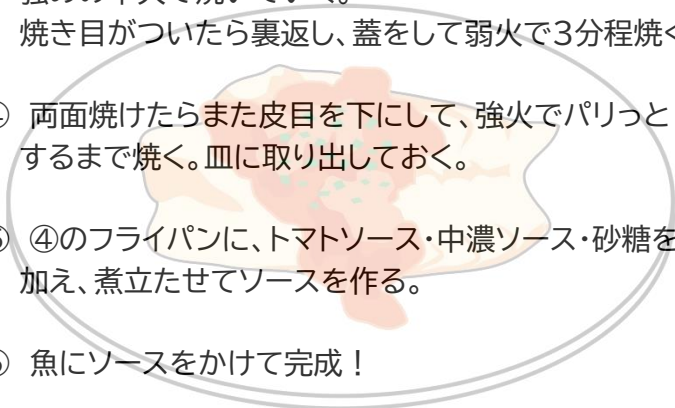 焼き目がついたら裏返し、蓋をして弱火で3分程焼く
両面焼けたらまた皮目を下にして、強火でパリっと
するまで焼く。皿に取り出しておく。
④のフライパンに、トマトソース・中濃ソース・砂糖を
加え、煮立たせてソースを作る。
魚にソースをかけて完成！